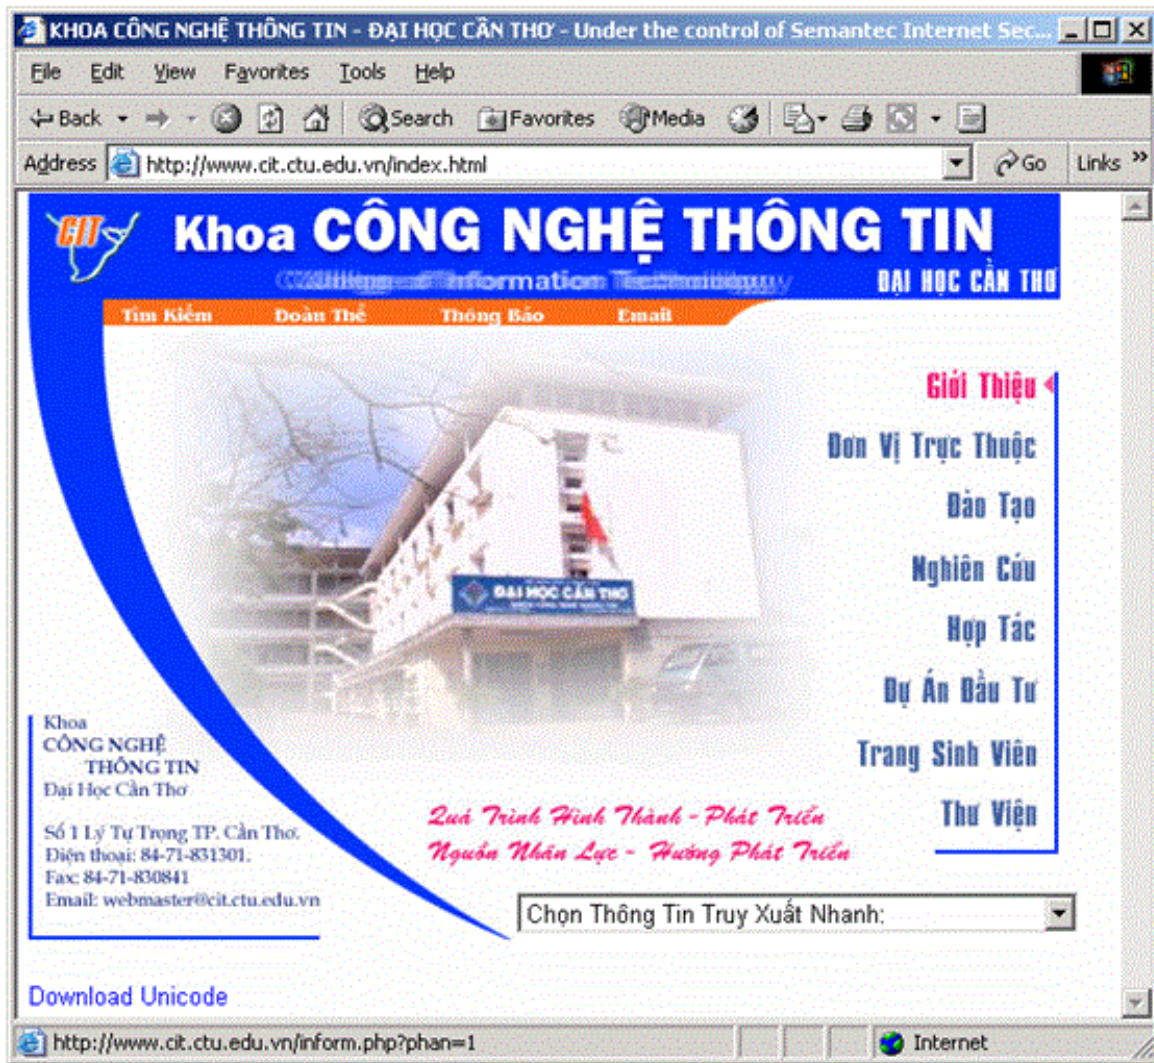 KHOA CÔNG NGHỆ THÔNG TIN - ĐẠI HỌC CẦN THƠ - Under the control of Semantec Internet Sec...
File Edit View Favorites Tools Help
Back Search Favorites Media
Address http://www.cit.ctu.edu.vn/index.html Go Links »
CIT Khoa CÔNG NGHỆ THÔNG TIN
ĐẠI HỌC CẦN THƠ
Tìm Kiếm Đoàn Thể Thông Báo Email
Giới Thiệu
Đơn Vị Trực Thuộc
Đào Tạo
Nghiên Cứu
Hợp Tác
Dự Án Đầu Tư
Trang Sinh Viên
Thư Viện
ĐẠI HỌC CẦN THƠ
Khoa
CÔNG NGHỆ
THÔNG TIN
Đại Học Cần Thơ
Số 1 Lý Tự Trọng TP. Cần Thơ.
Điện thoại: 84-71-831301.
Fax: 84-71-830841
Email: webmaster@cit.ctu.edu.vn
Quá Trình Hình Thành - Phát Triển
Nguồn Nhân Lực - Hướng Phát Triển
Chọn Thông Tin Truy Xuất Nhanh:
Download Unicode
http://www.cit.ctu.edu.vn/inform.php?phan=1 Internet